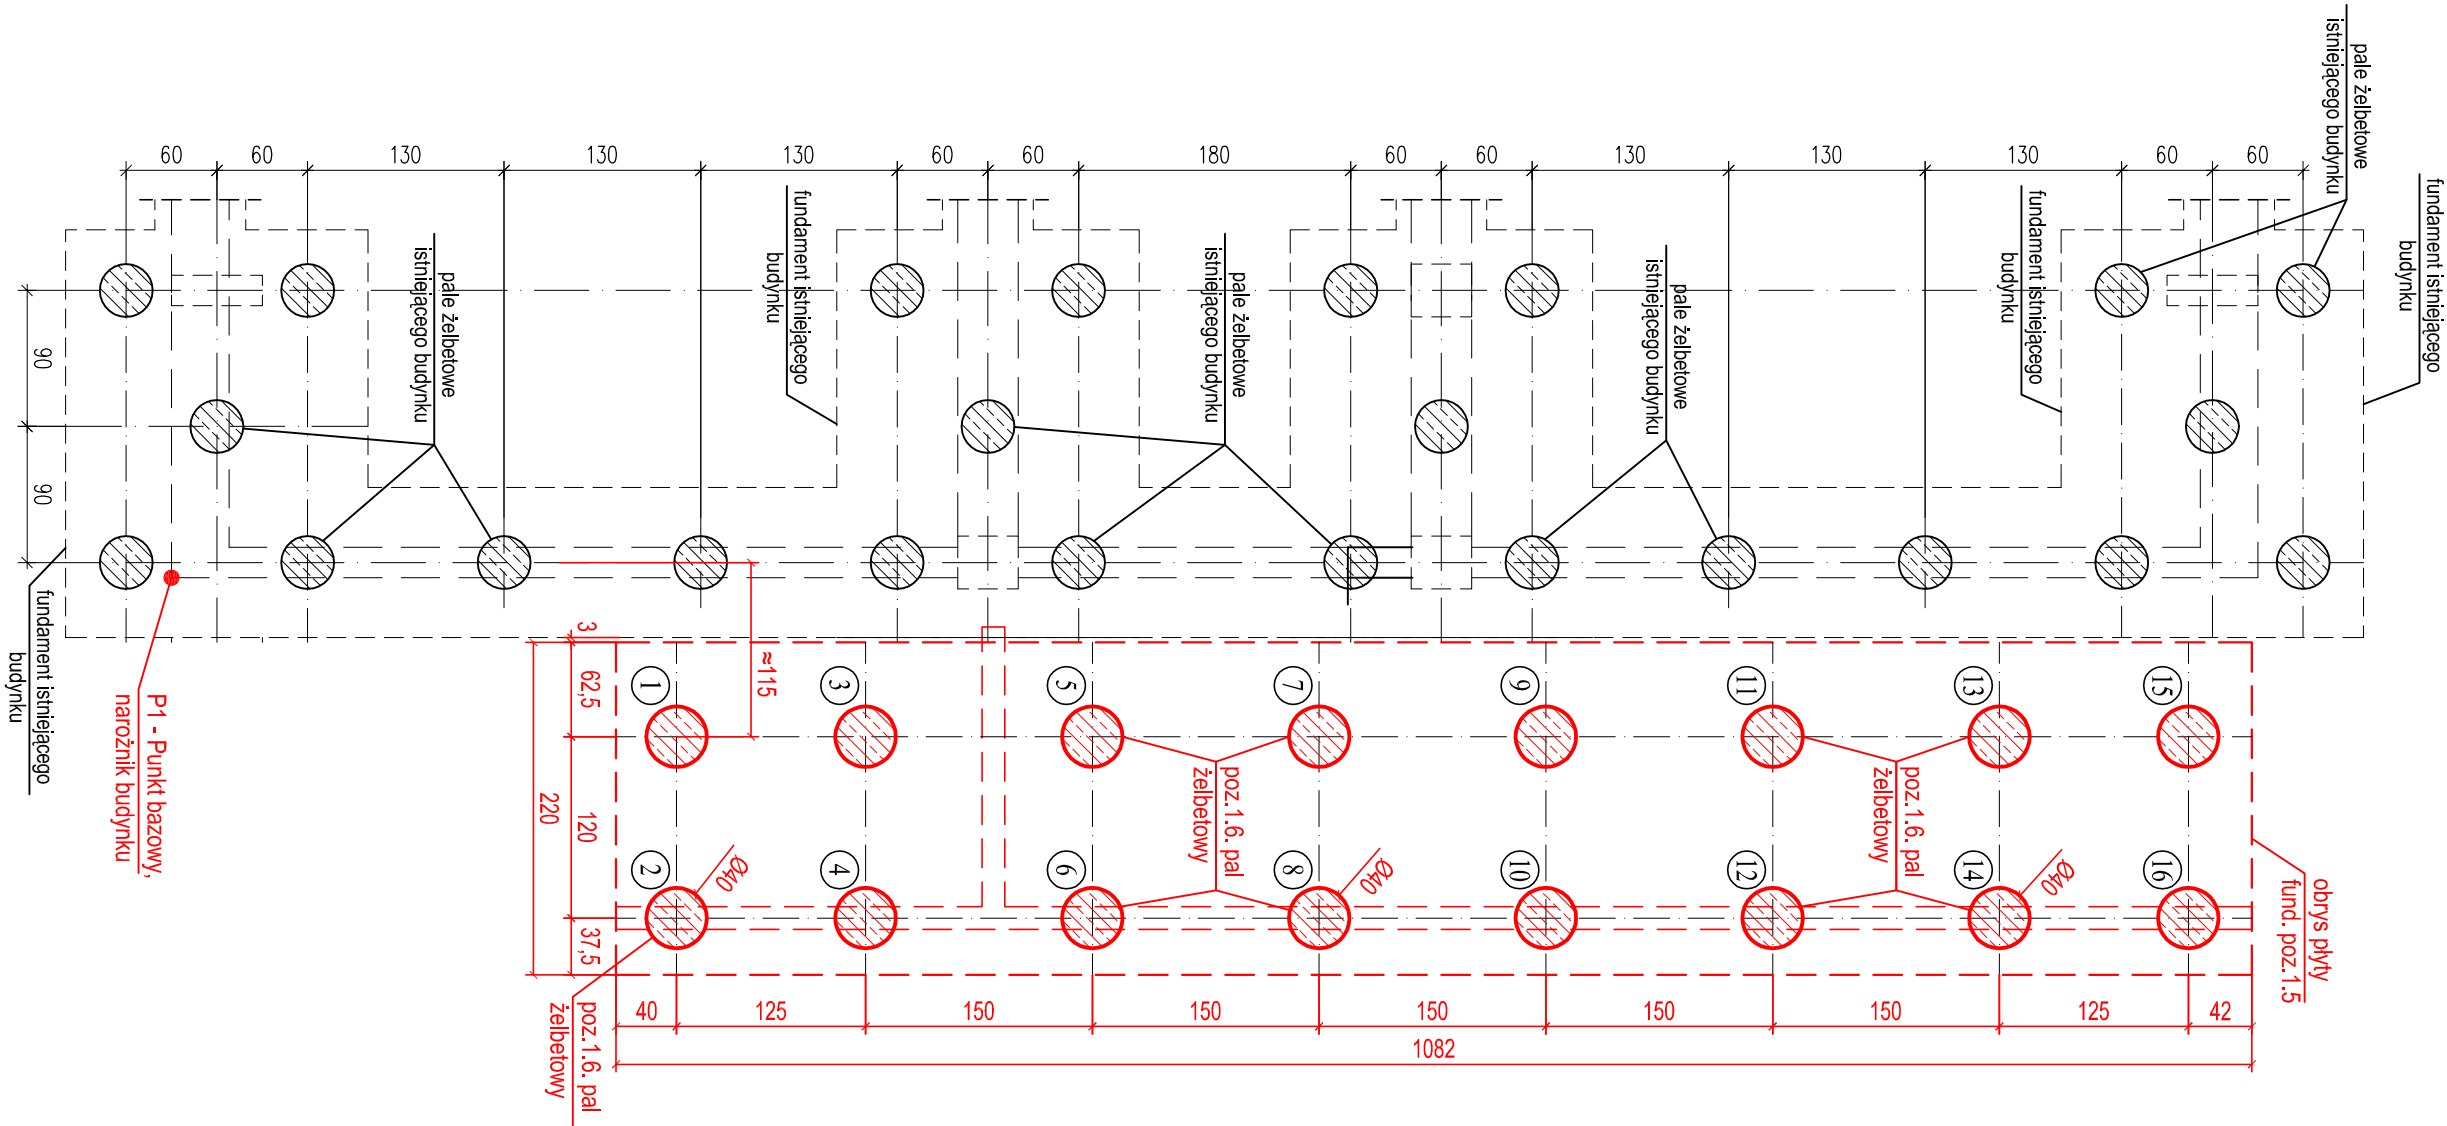 pale żelbetowe
istniejącego budynku
fundament istniejącego
budynku
60
60
130
130
130
60
60
180
60
60
130
130
130
60
60
fundament istniejącego
budynku
fundament istniejącego
budynku
pale żelbetowe
istniejącego budynku
pale żelbetowe
istniejącego budynku
pale żelbetowe
istniejącego budynku
90
90
fundament istniejącego
budynku
P1 - Punkt bazowy,
narożnik budynku
3
62,5
120
37,5
220
≈115
1
3
5
7
9
11
13
15
poz.1.6. pal
żelbetowy
poz.1.6. pal
żelbetowy
2
4
6
8
10
12
14
16
Ø40
Ø40
Ø40
obrys płyty
fund. poz.1.5
poz.1.6. pal
żelbetowy
40
125
150
150
150
150
150
125
42
1082